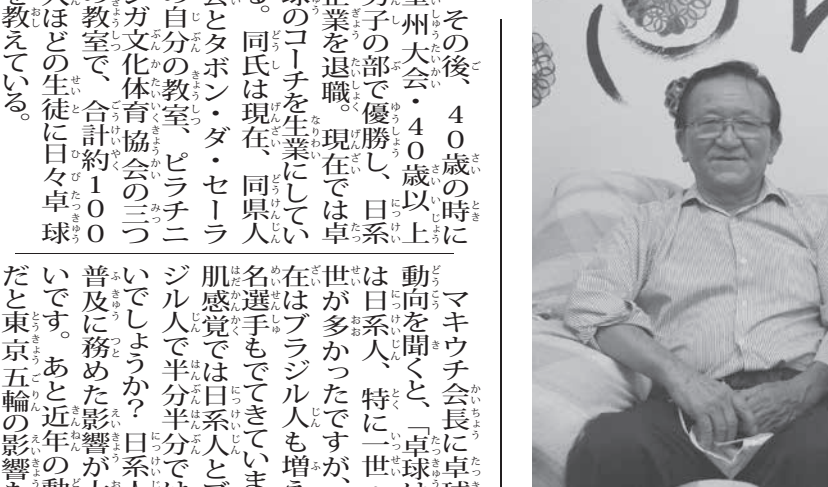 その後、40歳の時に
聖州大会・40歳以上
男子の部で優勝し、日系
企業を退職。現在では卓
球のコーチを生業にしてい
る。同氏は現在、同県人
会とタボン・ダ・セーラ
の自分の教室、ピラチニ
ンガ文化体育協会の三つ
の教室で、合計約100
人ほどの生徒に日々卓球
を教えている。
マキウチ会長に卓球
動向を聞くと、「卓球は
は日系人、特に一世
世が多かったですが、
在はブラジル人も増え
名選手もでてきていま
肌感覚では日系人とブ
ジル人で半分半分では
いでしょうか?日系人
普及に務めた影響が大
いです。あと近年の動
だと東京五輪の影響